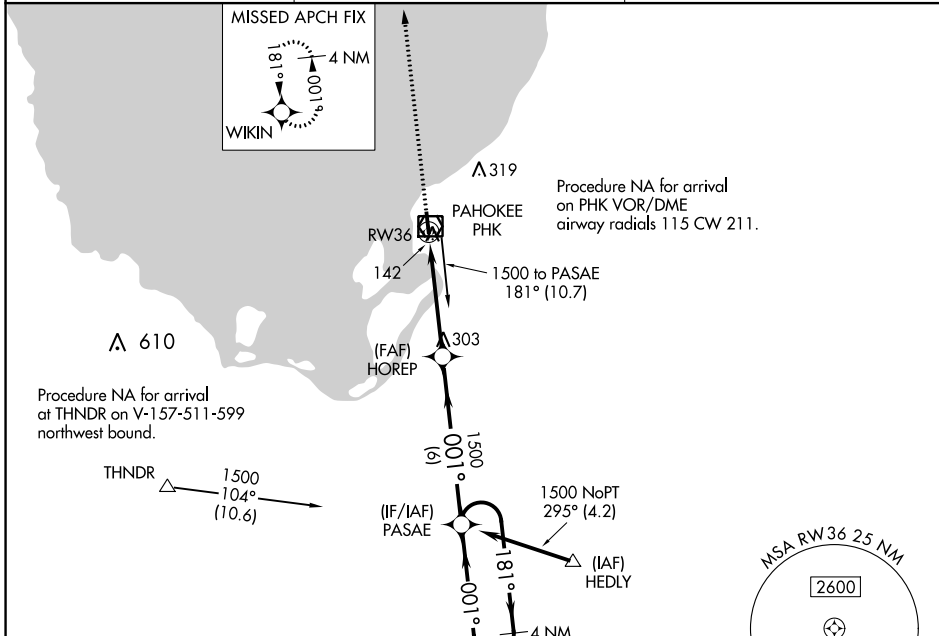 MISSED APCH FIX
4 NM
181°
001°
WIKIN
319
Procedure NA for arrival
on PHK VOR/DME
airway radials 115 CW 211.
PAHOKEE
PHK
RW36
142
1500 to PASAE
181° (10.7)
610
303
(FAF)
HOREP
Procedure NA for arrival
at THNDR on V-157-511-599
northwest bound.
1500
001°
(6)
THNDR
1500
104°
(10.6)
(IF/IAF)
PASAE
1500 NoPT
295° (4.2)
(IAF)
HEDLY
181°
001°
4 NM
MSA RW36 25 NM
2600